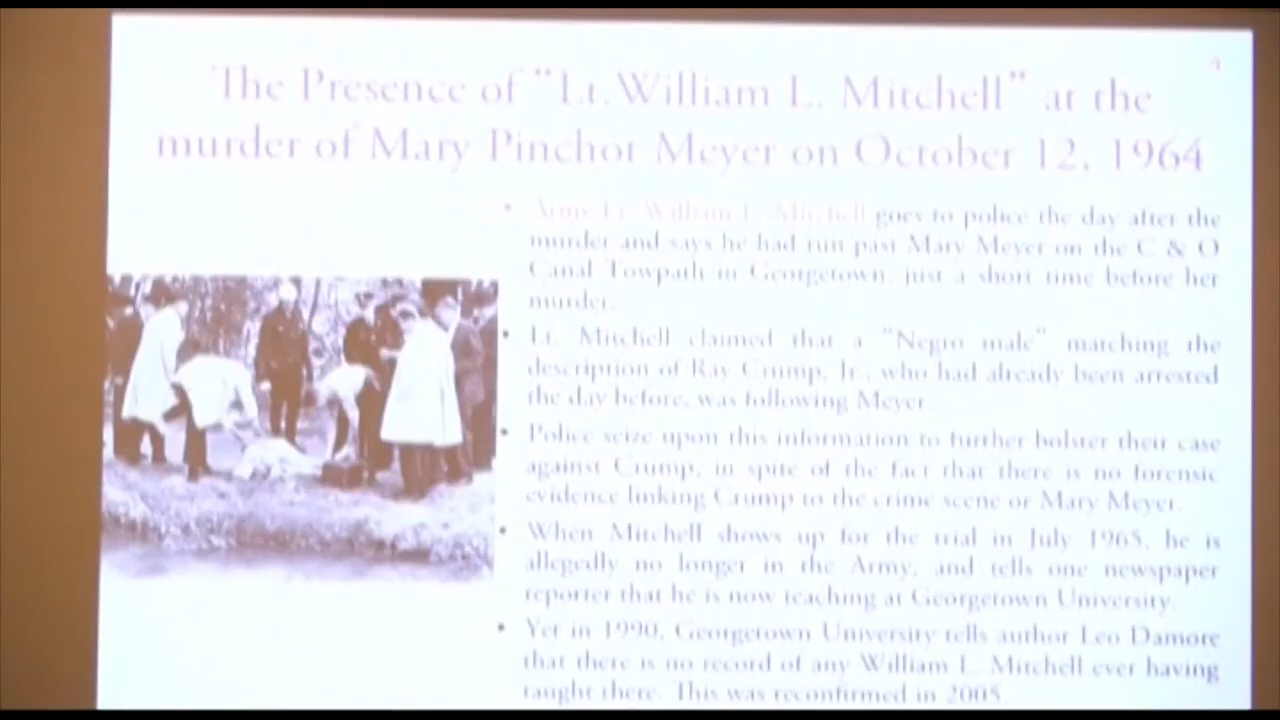 4
The Presence of “Lt. William L. Mitchell” at the
murder of Mary Pinchot Meyer on October 12, 1964
• Army Lt. William L. Mitchell goes to police the day after the
murder and says he had run past Mary Meyer on the C & O
Canal Towpath in Georgetown, just a short time before her
murder.
• Lt. Mitchell claimed that a “Negro male” matching the
description of Ray Crump, Jr., who had already been arrested
the day before, was following Meyer.
• Police seize upon this information to further bolster their case
against Crump, in spite of the fact that there is no forensic
evidence linking Crump to the crime scene or Mary Meyer.
• When Mitchell shows up for the trial in July 1965, he is
allegedly no longer in the Army, and tells one newspaper
reporter that he is now teaching at Georgetown University.
• Yet in 1990, Georgetown University tells author Leo Damore
that there is no record of any William L. Mitchell ever having
taught there. This was reconfirmed in 2005.